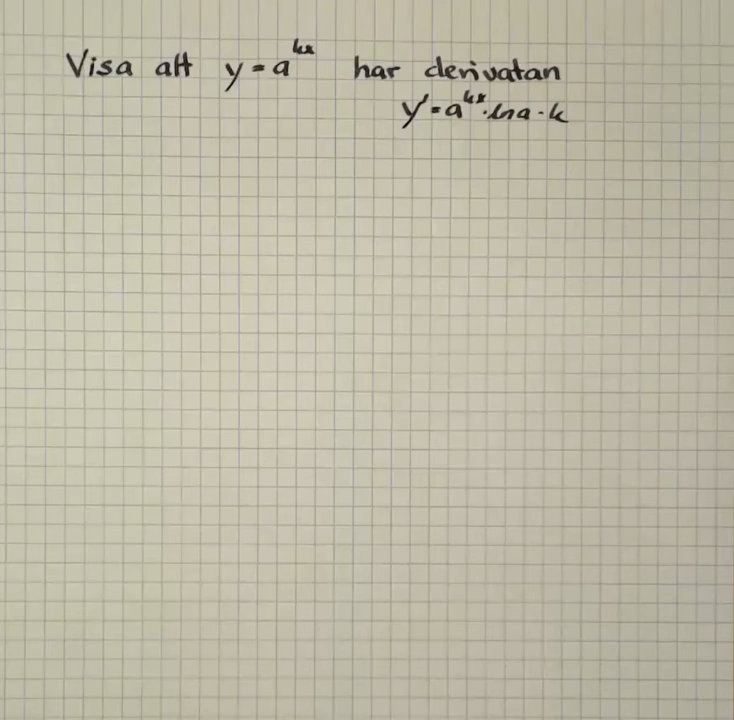 Visa att y = a^kx har derivatan
y' = a^kx · ln a · k